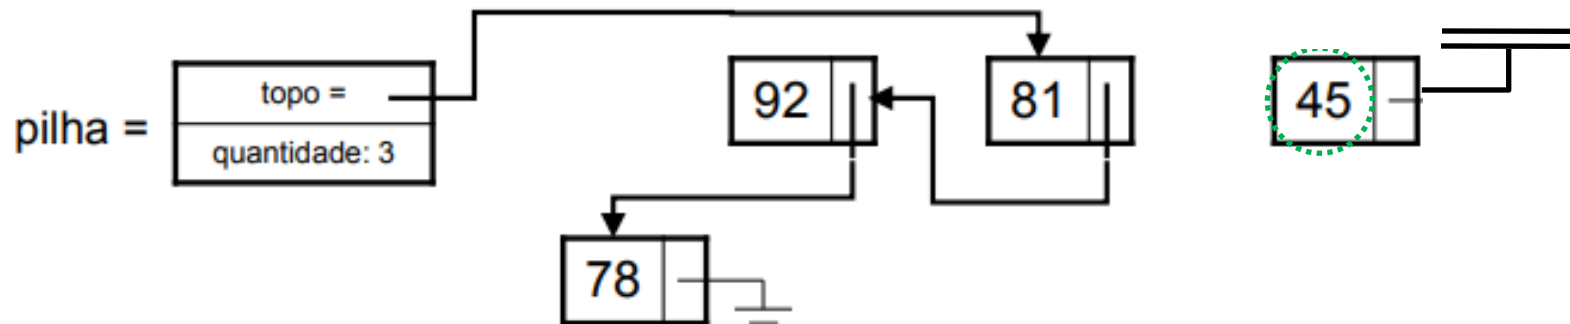 pilha =
topo =
quantidade: 3
92
81
45
78